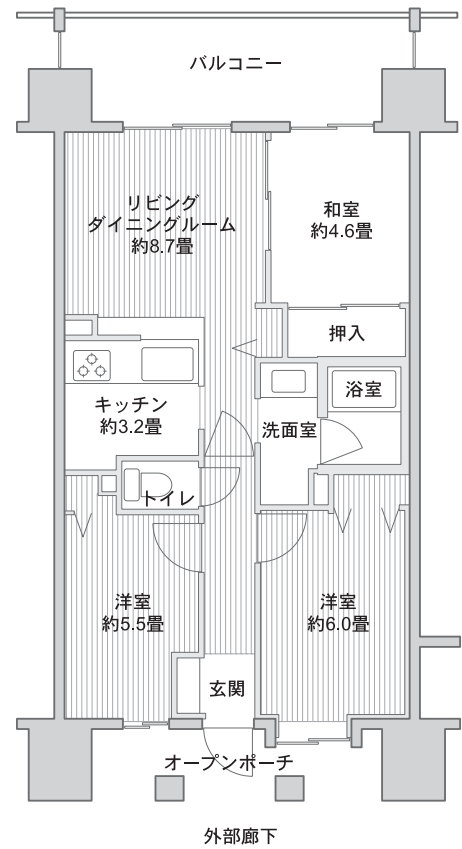 バルコニー
リビング
ダイニングルーム
約8.7畳
和室
約4.6畳
押入
キッチン
約3.2畳
洗面室
浴室
トイレ
洋室
約5.5畳
洋室
約6.0畳
玄関
オープンポーチ
外部廊下